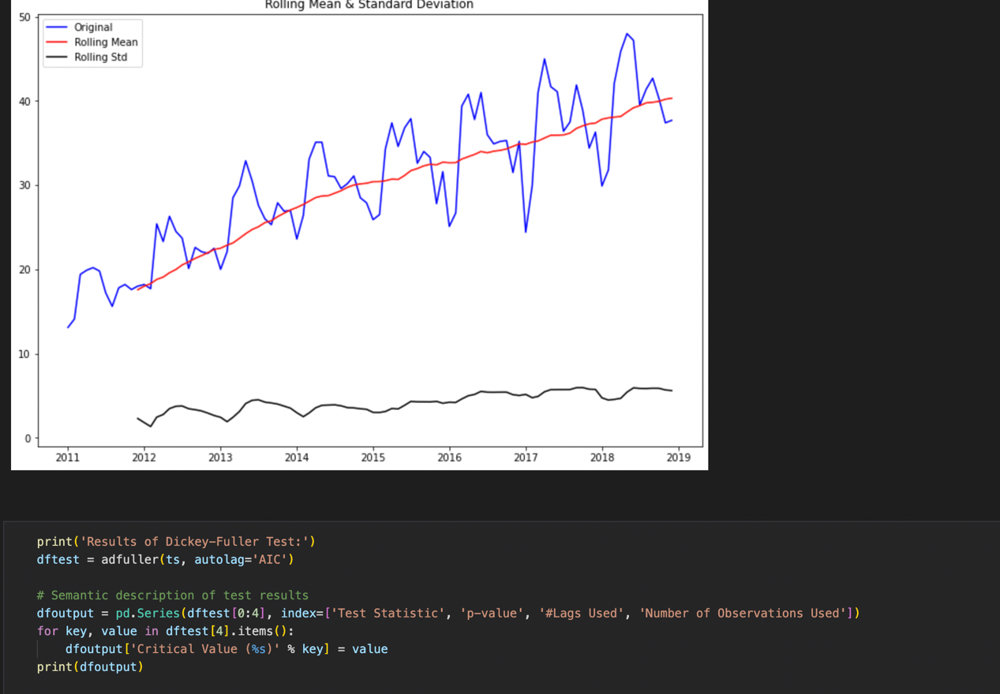 Rolling Mean & Standard Deviation
50
Original
Rolling Mean
Rolling Std
40
30
20
10
0
2011 2012 2013 2014 2015 2016 2017 2018 2019
print('Results of Dickey-Fuller Test:')
dftest = adfuller(ts, autolag='AIC')
# Semantic description of test results
dfoutput = pd.Series(dftest[0:4], index=['Test Statistic', 'p-value', '#Lags Used', 'Number of Observations Used'])
for key, value in dftest[4].items():
    dfoutput['Critical Value (%s)' % key] = value
print(dfoutput)